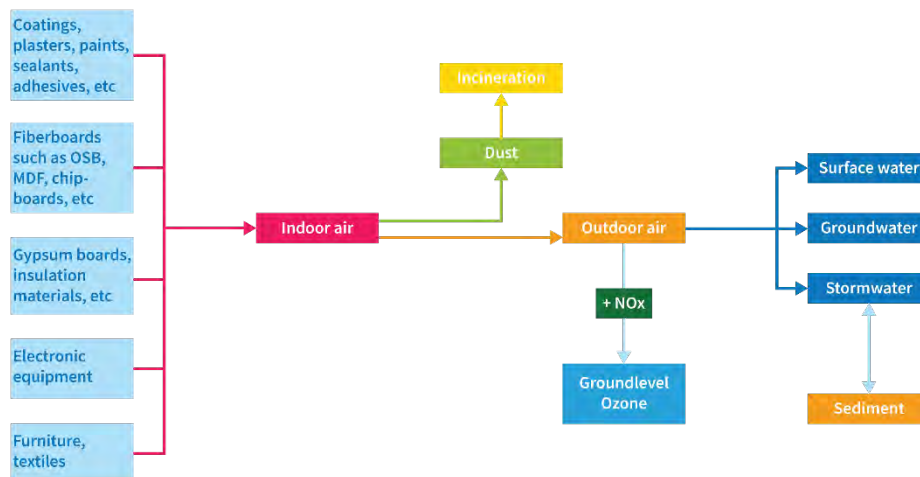 Coatings,
plasters, paints,
sealants,
adhesives, etc
Fiberboards
such as OSB,
MDF, chip-
boards, etc
Gypsum boards,
insulation
materials, etc
Electronic
equipment
Furniture,
textiles
Indoor air
Incineration
Dust
Outdoor air
+ NOx
Groundlevel
Ozone
Surface water
Groundwater
Stormwater
Sediment